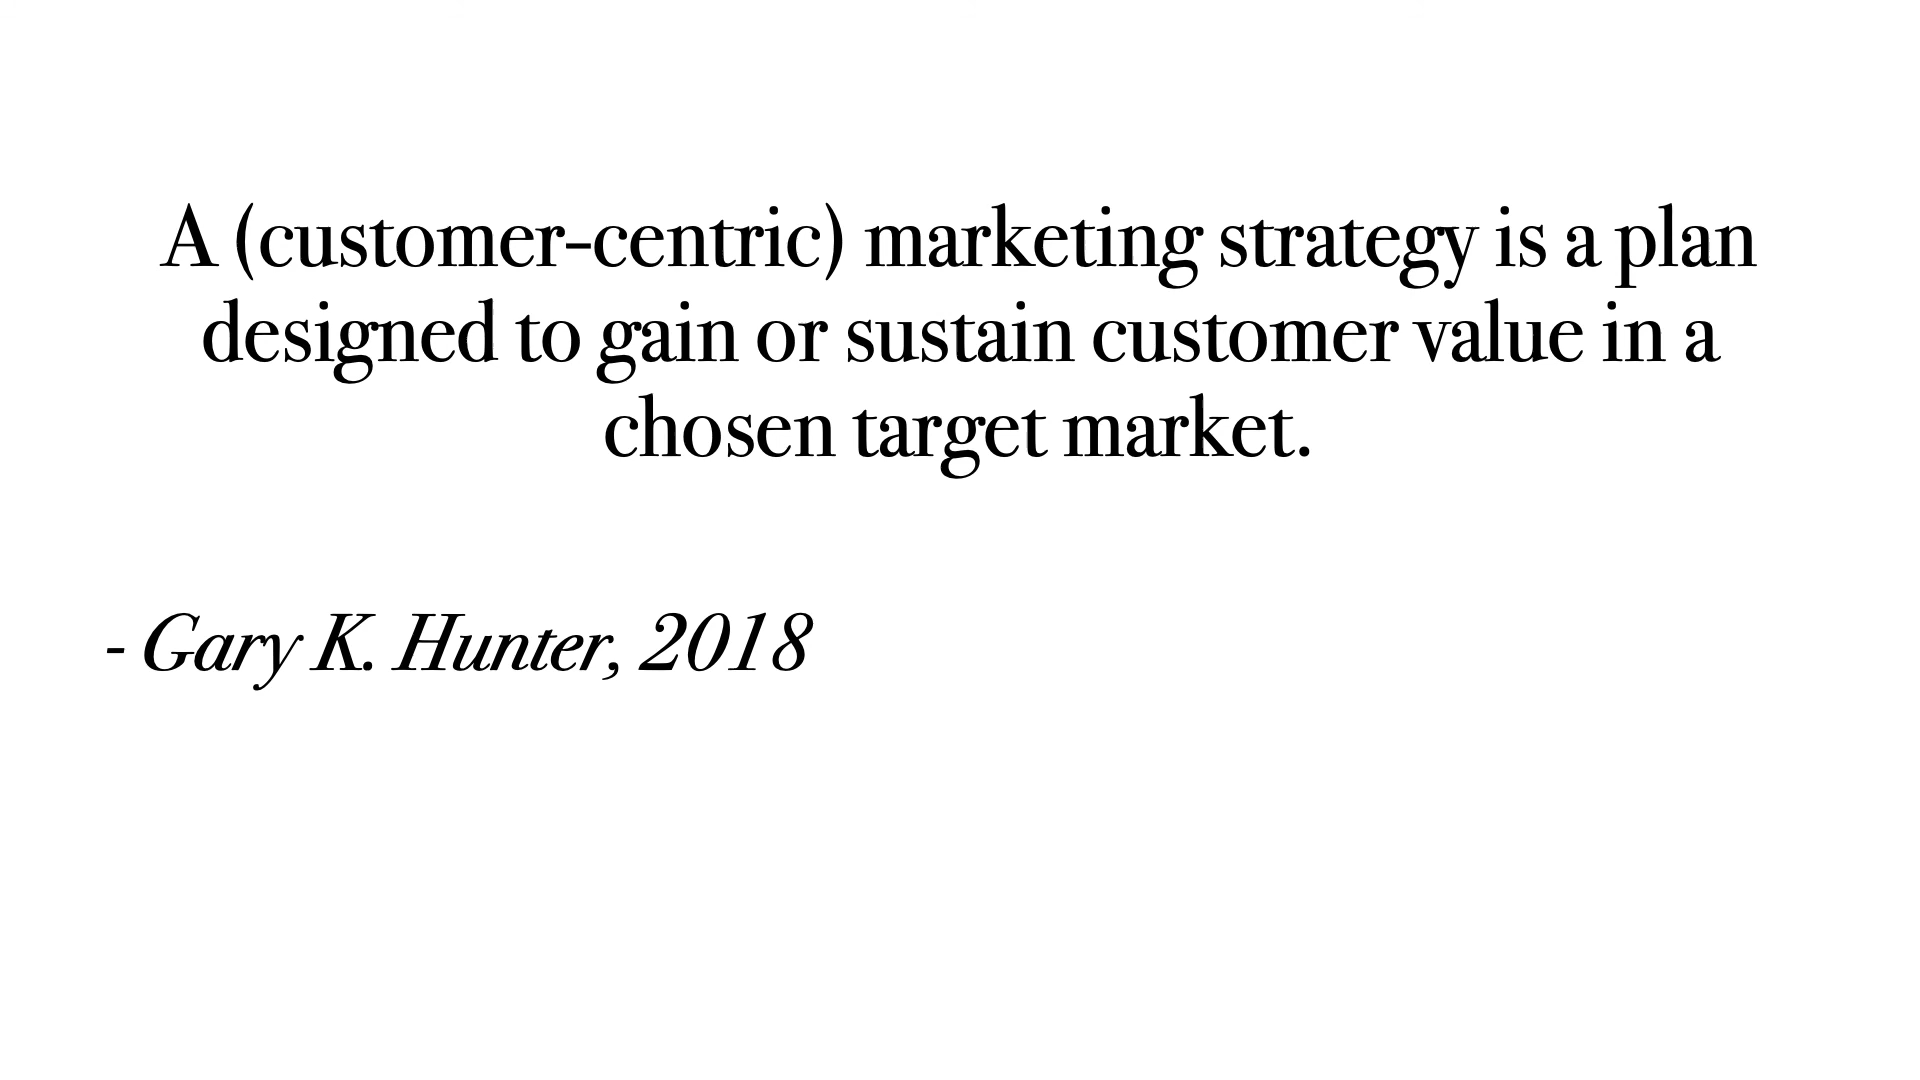 A (customer-centric) marketing strategy is a plan
designed to gain or sustain customer value in a
chosen target market.
- Gary K. Hunter, 2018